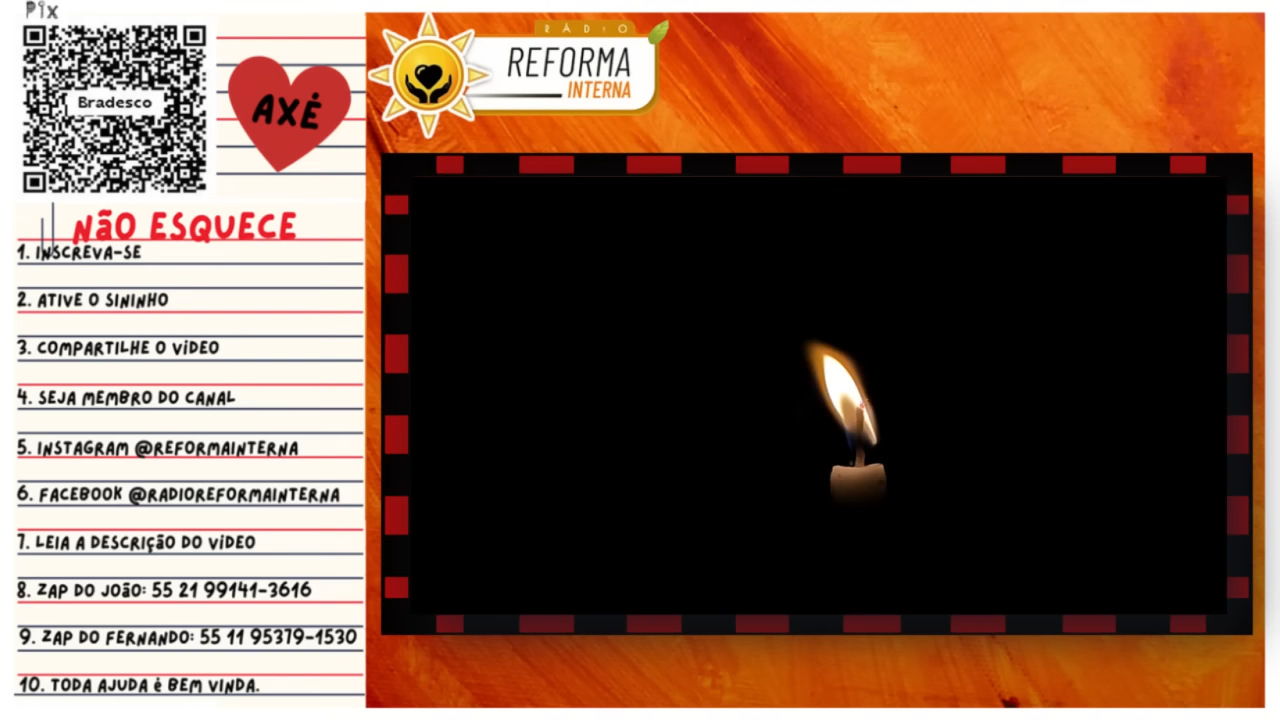 Pix
Bradesco
AXÉ
NÃO ESQUECE
1. INSCREVA-SE
2. ATIVE O SININHO
3. COMPARTILHE O VÍDEO
4. SEJA MEMBRO DO CANAL
5. INSTAGRAM @REFORMAINTERNA
6. FACEBOOK @RADIOREFORMAINTERNA
7. LEIA A DESCRIÇÃO DO VÍDEO
8. ZAP DO JOÃO: 55 21 99141-3616
9. ZAP DO FERNANDO: 55 11 95379-1530
10. TODA AJUDA É BEM VINDA.
RÁDIO
REFORMA
INTERNA